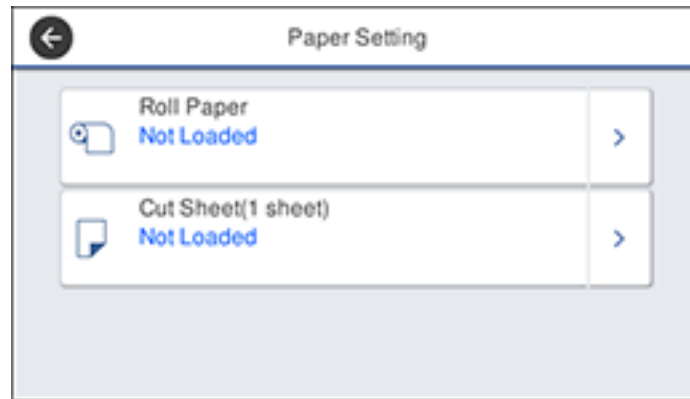 Paper Setting
Roll Paper
Not Loaded
Cut Sheet(1 sheet)
Not Loaded